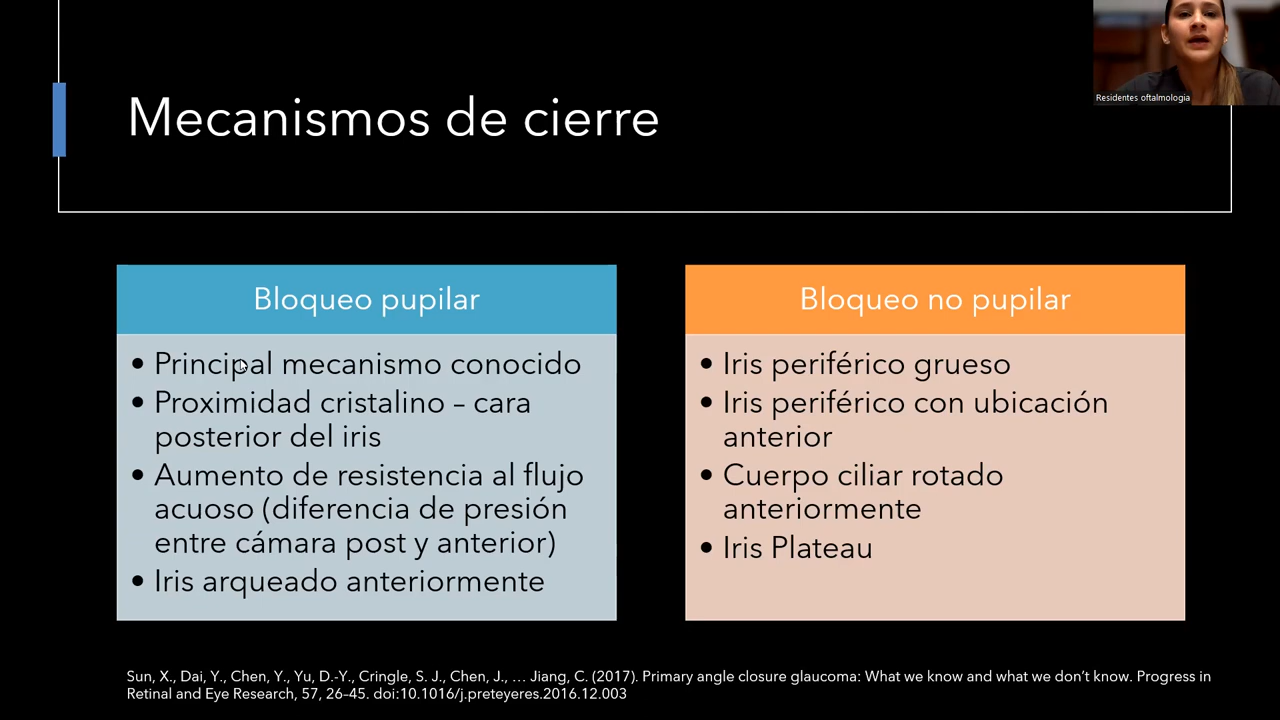 Residentes oftalmologia
Mecanismos de cierre
Bloqueo pupilar
• Principal mecanismo conocido
• Proximidad cristalino – cara
posterior del iris
• Aumento de resistencia al flujo
acuoso (diferencia de presión
entre cámara post y anterior)
• Iris arqueado anteriormente
Bloqueo no pupilar
• Iris periférico grueso
• Iris periférico con ubicación
anterior
• Cuerpo ciliar rotado
anteriormente
• Iris Plateau
Sun, X., Dai, Y., Chen, Y., Yu, D.-Y., Cringle, S. J., Chen, J., … Jiang, C. (2017). Primary angle closure glaucoma: What we know and what we don’t know. Progress in
Retinal and Eye Research, 57, 26–45. doi:10.1016/j.preteyeres.2016.12.003